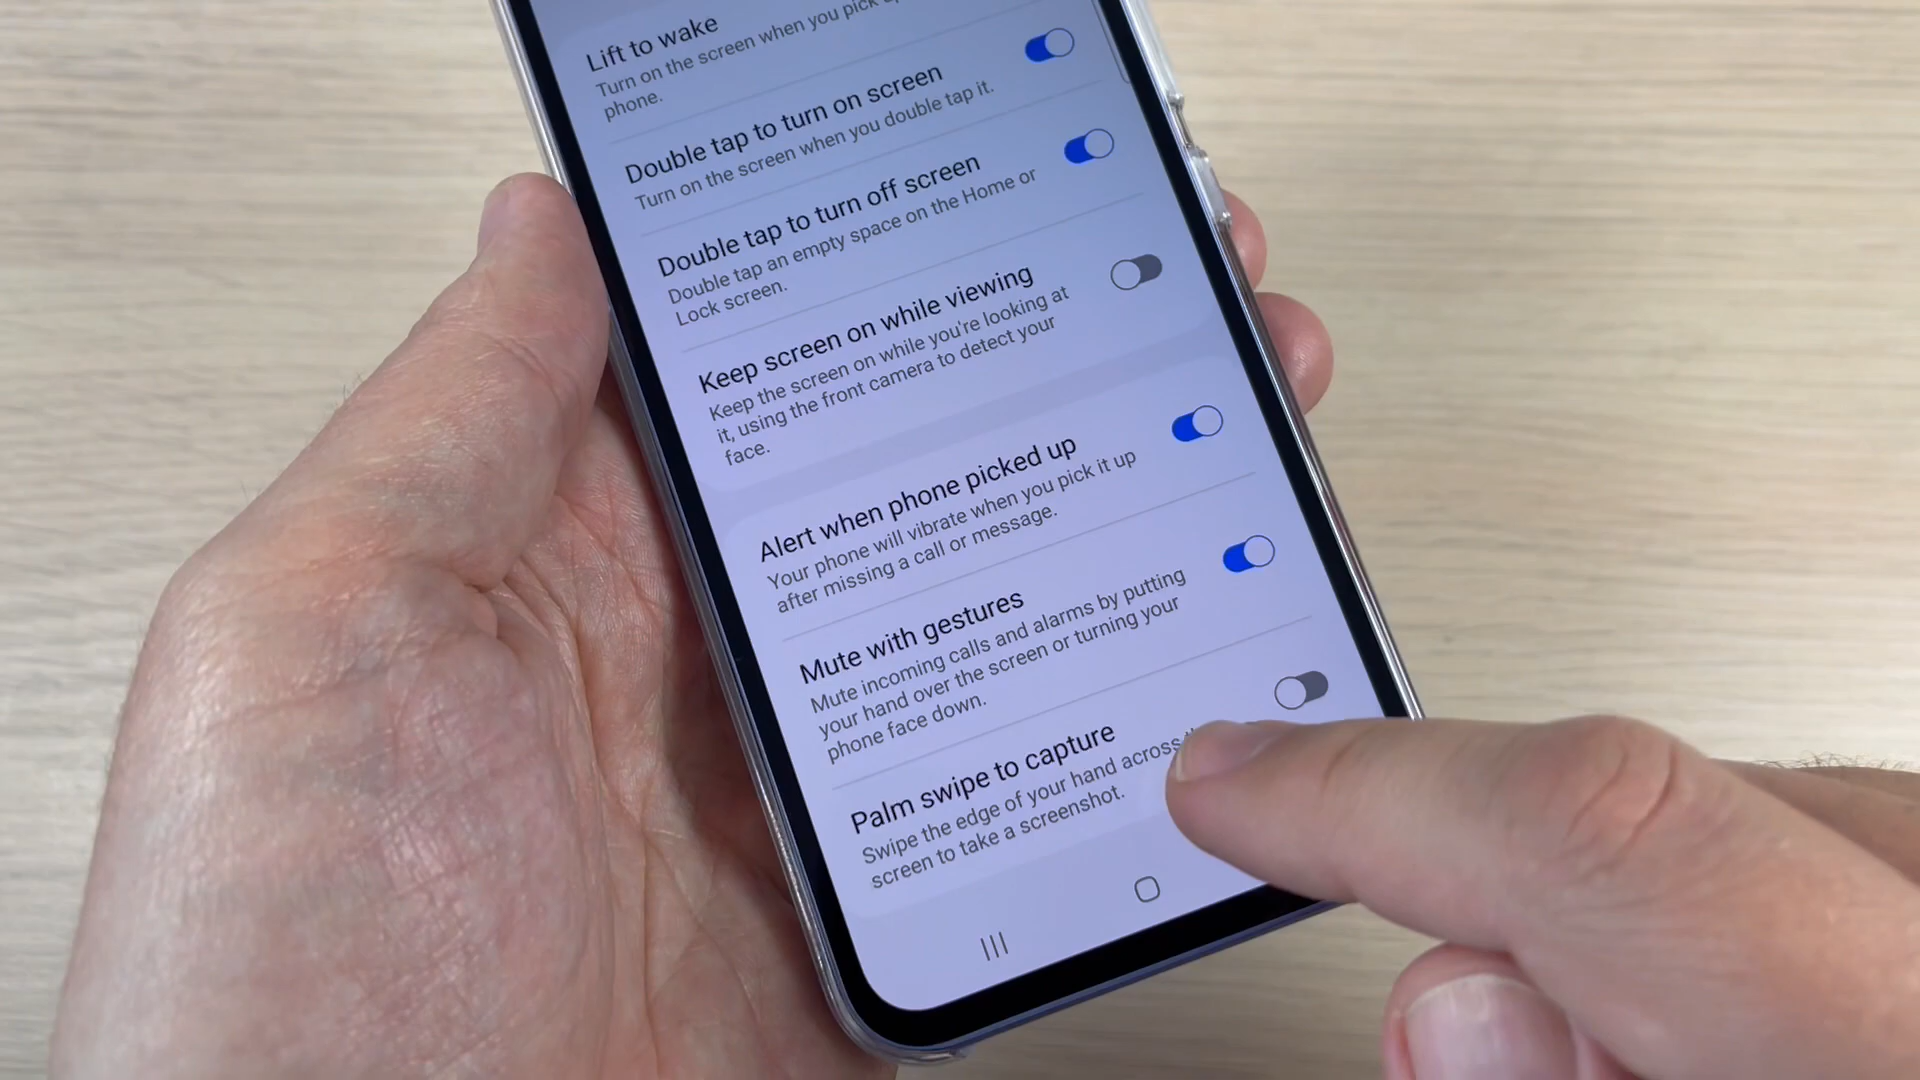 Lift to wake
Turn on the screen when you pick
phone.
Double tap to turn on screen
Turn on the screen when you double tap it.
Double tap to turn off screen
Double tap an empty space on the Home or
Lock screen.
Keep screen on while viewing
Keep the screen on while you're looking at
it, using the front camera to detect your
face.
Alert when phone picked up
Your phone will vibrate when you pick it up
after missing a call or message.
Mute with gestures
Mute incoming calls and alarms by putting
your hand over the screen or turning your
phone face down.
Palm swipe to capture
Swipe the edge of your hand across
screen to take a screenshot.